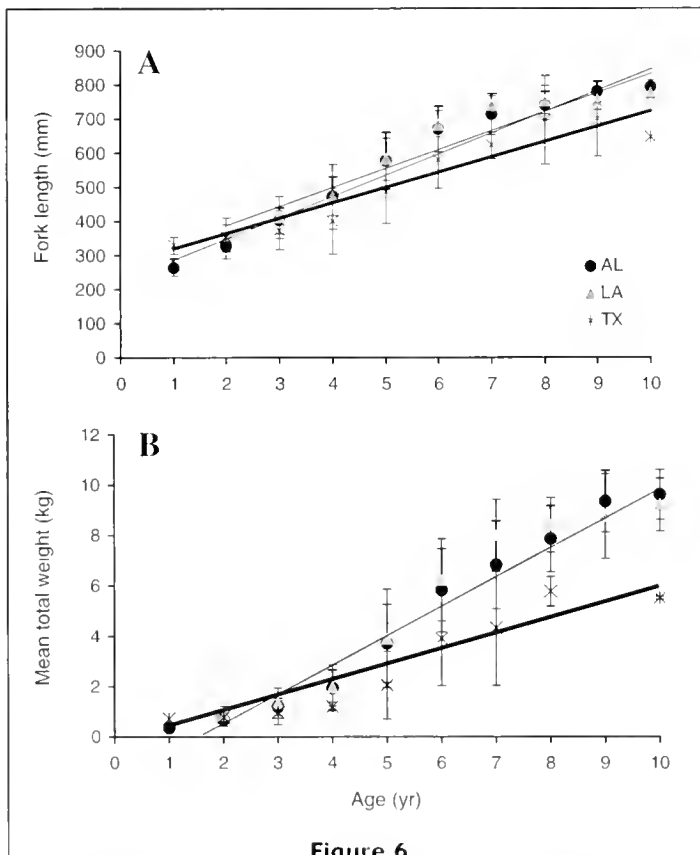 A
900
800
700
600
500
400
300
200
100
0
Fork length (mm)
AL
LA
TX
0 1 2 3 4 5 6 7 8 9 10
B
12
10
8
6
4
2
0
Mean total weight (kg)
0 1 2 3 4 5 6 7 8 9 10
Age (yr)
Figure 6